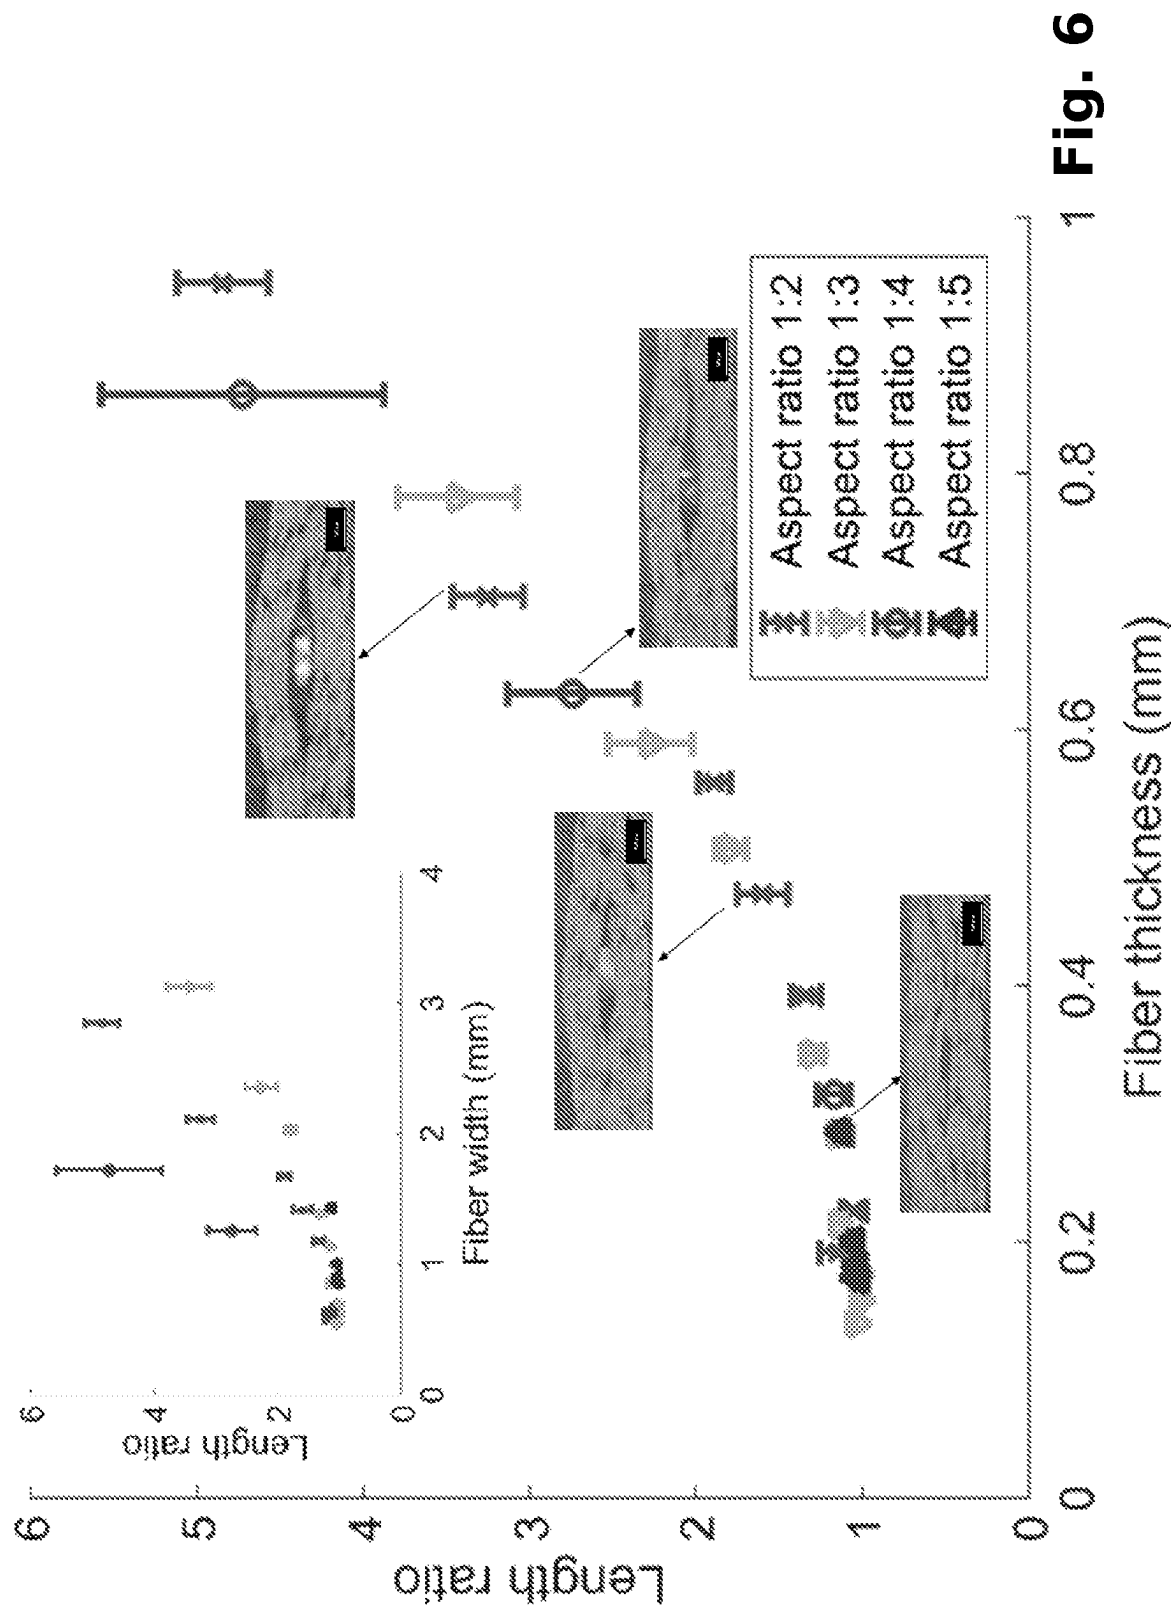 6
5
4
3
2
1
0
Length ratio
0
0.2
0.4
0.6
0.8
1
Fiber thickness (mm)
6
4
2
0
Length ratio
0
1
2
3
4
Fiber width (mm)
Aspect ratio 1:2
Aspect ratio 1:3
Aspect ratio 1:4
Aspect ratio 1:5
Fig. 6